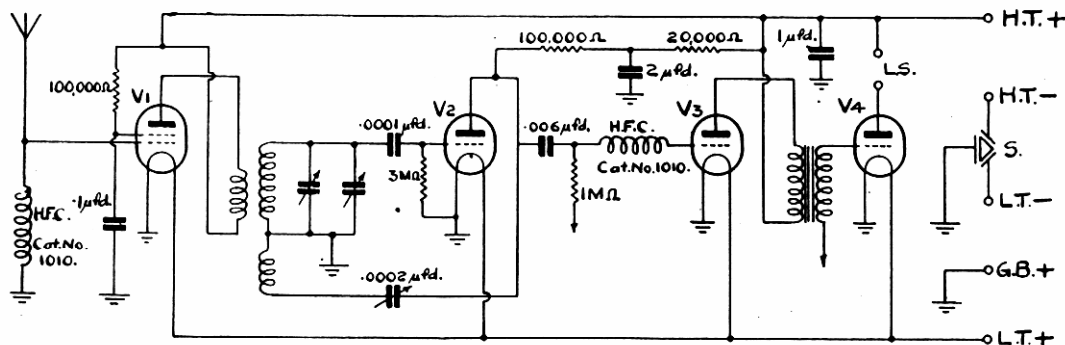 H.T.+
100,000Ω
20,000Ω
1μfd.
2μfd.
L.S.
100,000Ω
V1
V2
V3
V4
H.T.-
.0001μfd.
.006μfd.
H.F.C.
Cat.No.1010.
S.
3MΩ
1MΩ
.1μfd.
H.F.C.
Cat.No.
1010.
L.T.-
.0002μfd.
G.B.+
L.T.+